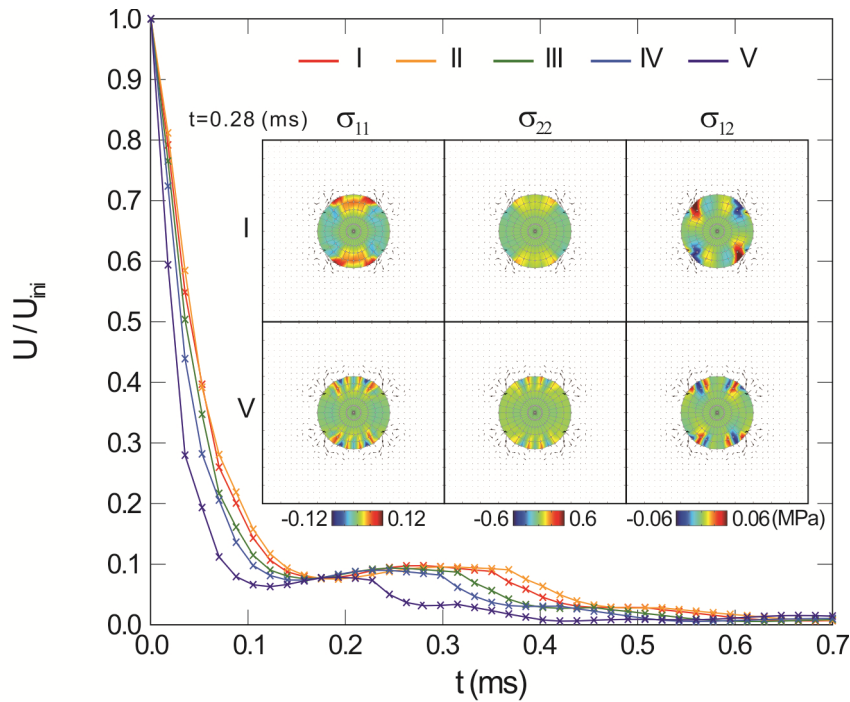 1.0
I II III IV V
0.9
t=0.28 (ms) σ₁₁ σ₂₂ σ₁₂
0.8
0.7
I
0.6
U / U_ini
0.5
0.4
V
0.3
0.2
-0.12 0.12 -0.6 0.6 -0.06 0.06 (MPa)
0.1
0.0
0.0 0.1 0.2 0.3 0.4 0.5 0.6 0.7
t (ms)